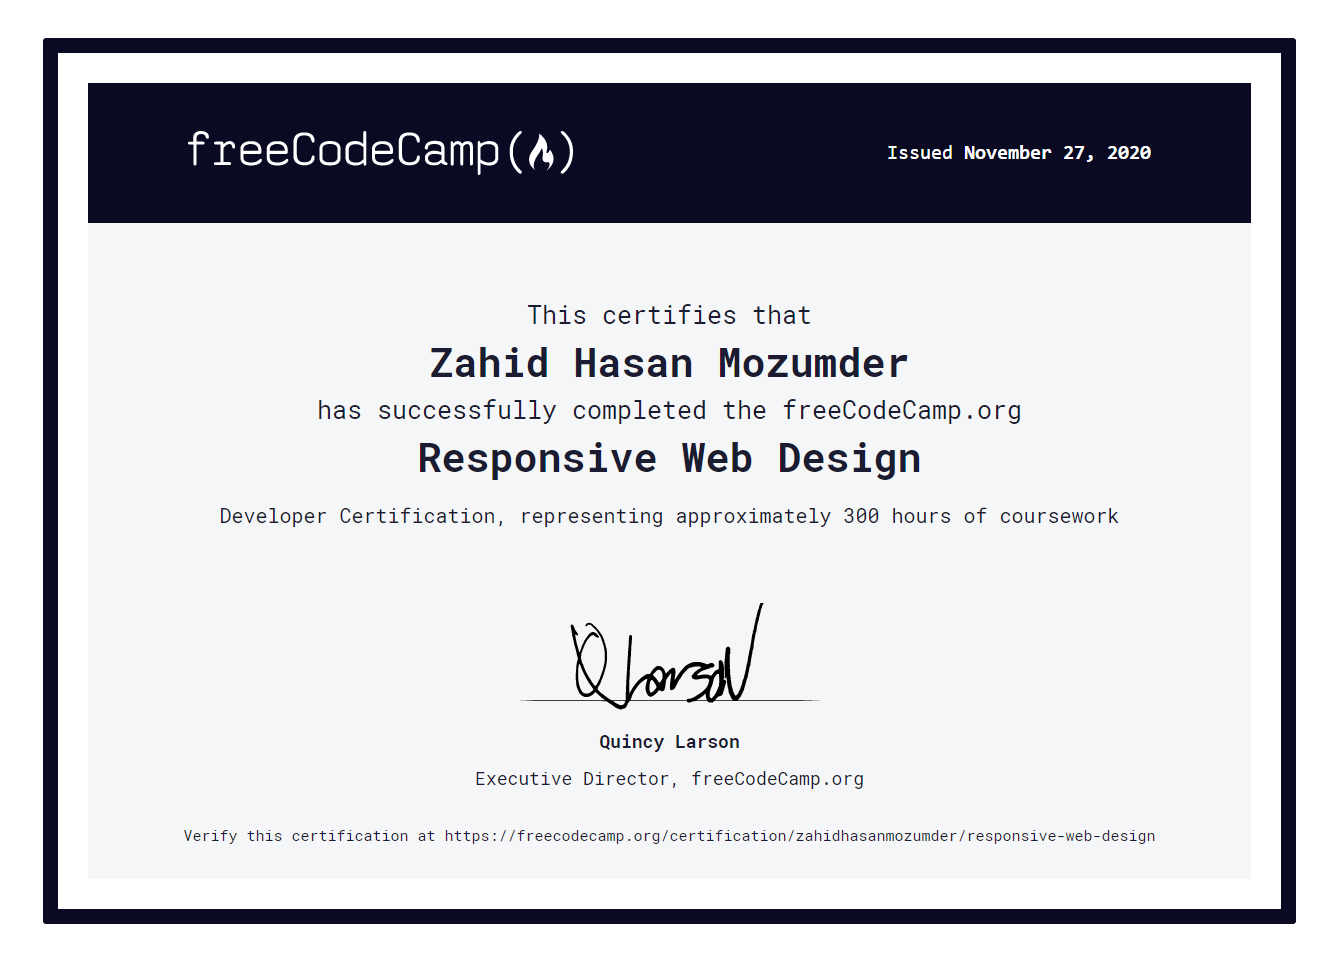 freeCodeCamp(🔥)
Issued November 27, 2020
This certifies that
Zahid Hasan Mozumder
has successfully completed the freeCodeCamp.org
Responsive Web Design
Developer Certification, representing approximately 300 hours of coursework
Q Larson
Quincy Larson
Executive Director, freeCodeCamp.org
Verify this certification at https://freecodecamp.org/certification/zahidhasanmozumder/responsive-web-design